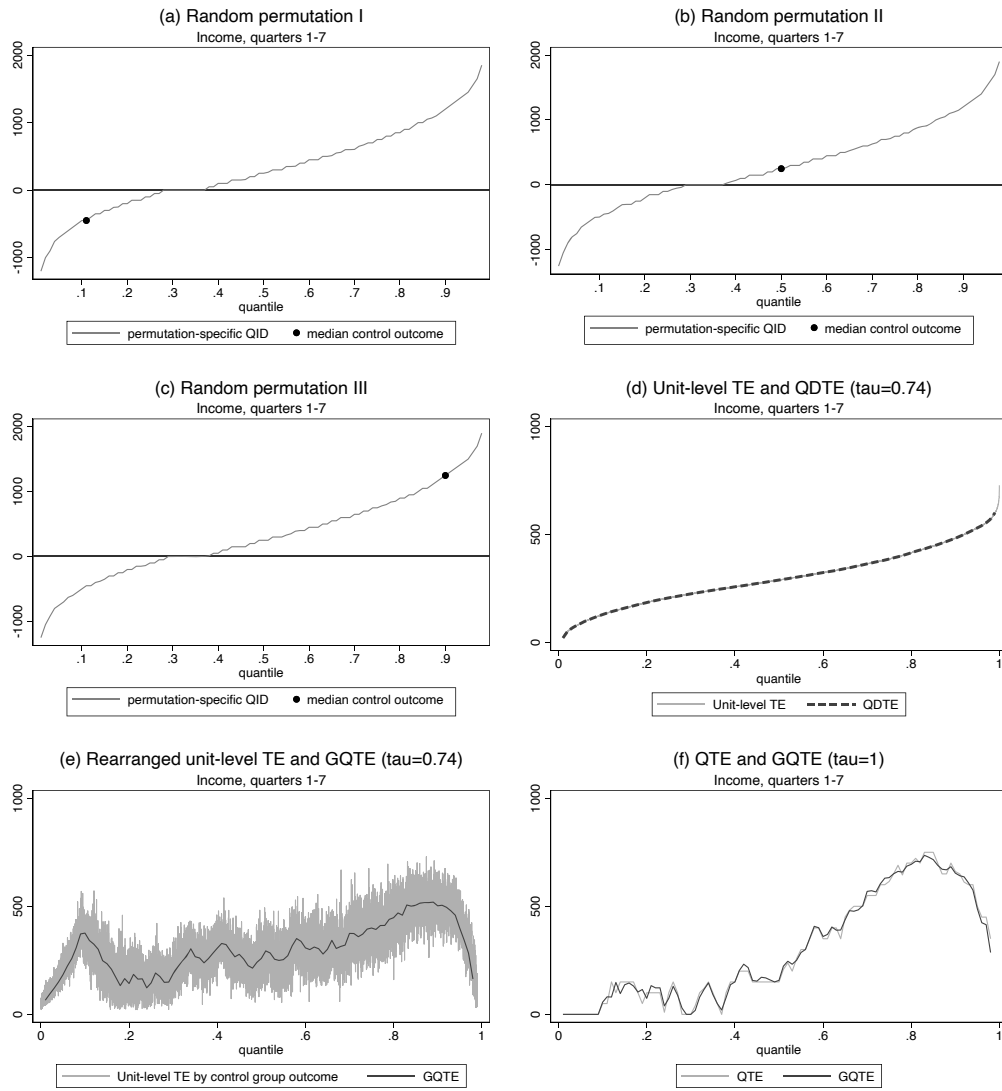 (a) Random permutation I
Income, quarters 1-7
2000
1000
0
-1000
.1 .2 .3 .4 .5 .6 .7 .8 .9
quantile
permutation-specific QID median control outcome
(b) Random permutation II
Income, quarters 1-7
2000
1000
0
-1000
.1 .2 .3 .4 .5 .6 .7 .8 .9
quantile
permutation-specific QID median control outcome
(c) Random permutation III
Income, quarters 1-7
2000
1000
0
-1000
.1 .2 .3 .4 .5 .6 .7 .8 .9
quantile
permutation-specific QID median control outcome
(d) Unit-level TE and QDTE (tau=0.74)
Income, quarters 1-7
1000
500
0
0 .2 .4 .6 .8 1
quantile
Unit-level TE QDTE
(e) Rearranged unit-level TE and GQTE (tau=0.74)
Income, quarters 1-7
1000
500
0
0 .2 .4 .6 .8 1
quantile
Unit-level TE by control group outcome GQTE
(f) QTE and GQTE (tau=1)
Income, quarters 1-7
1000
500
0
0 .2 .4 .6 .8 1
quantile
QTE GQTE